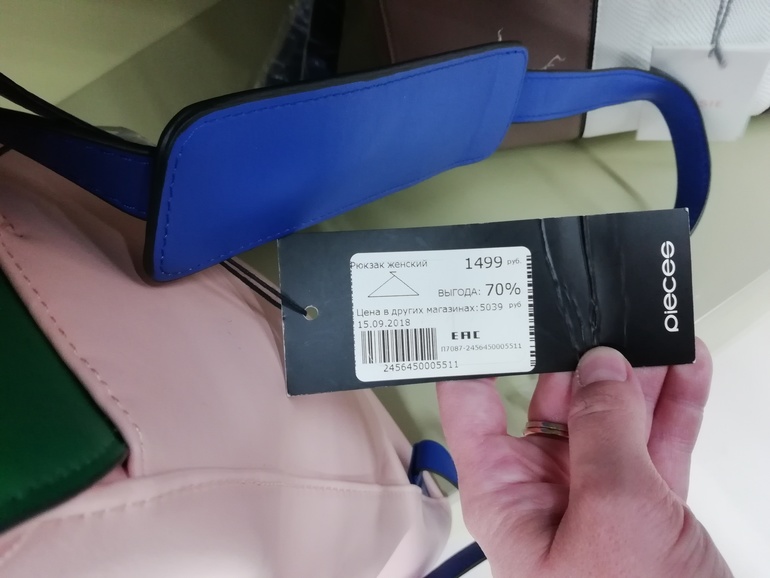 Рюкзак женский 1499 руб.
ВЫГОДА: 70%
Цена в других магазинах: 5039 руб
15.09.2018
EAC
П7087-2456450005511
2456450005511
pieces